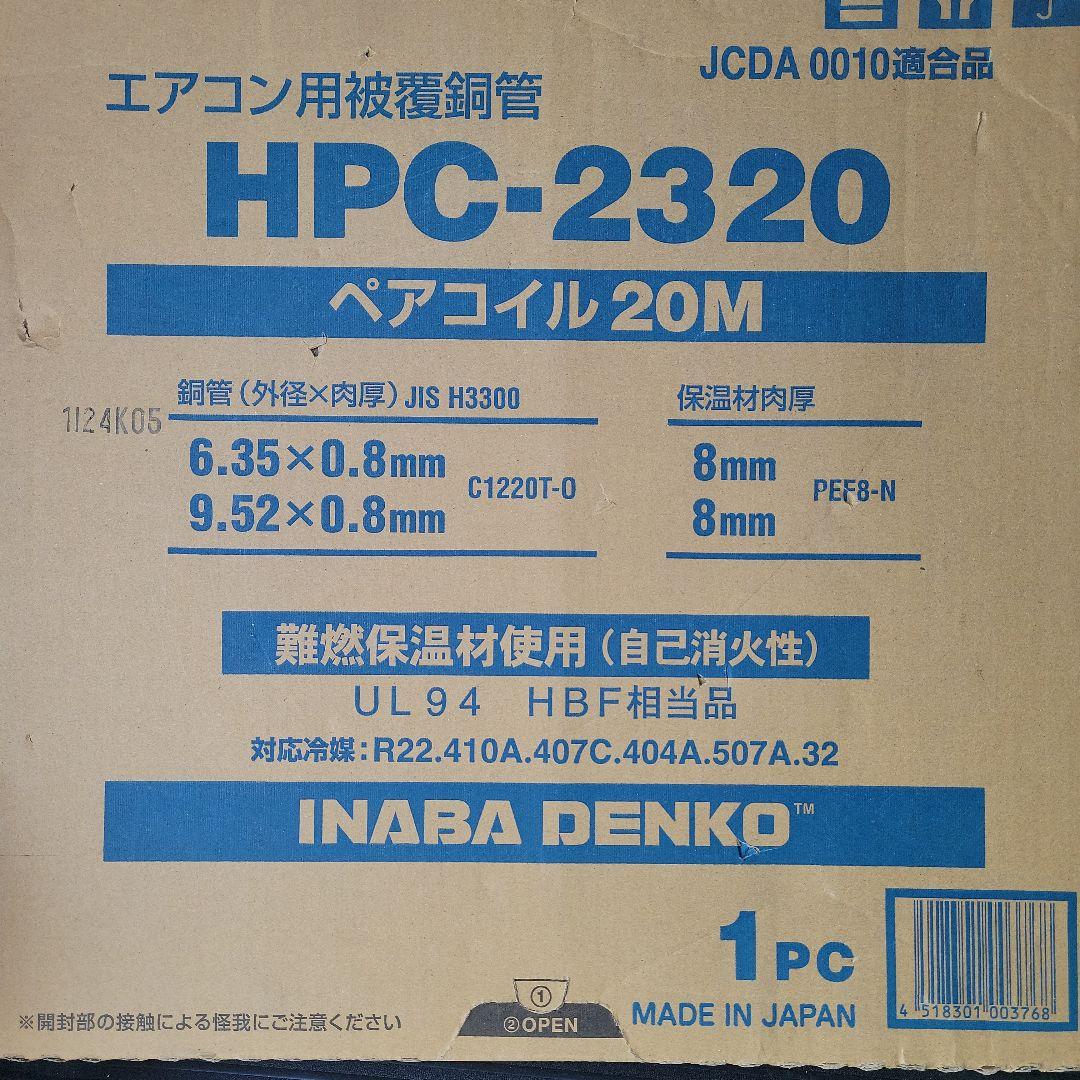 JCDA 0010適合品
エアコン用被覆銅管
HPC-2320
ペアコイル 20M
銅管(外径×肉厚) JIS H3300
6.35×0.8mm
9.52×0.8mm
C1220T-O
保温材肉厚
8mm
8mm
PEF8-N
1I24K05
難燃保温材使用(自己消火性)
UL94 HBF相当品
対応冷媒:R22.410A.407C.404A.507A.32
INABA DENKO™
1PC
MADE IN JAPAN
4 518301 003768
①
②OPEN
※開封部の接触による怪我にご注意ください